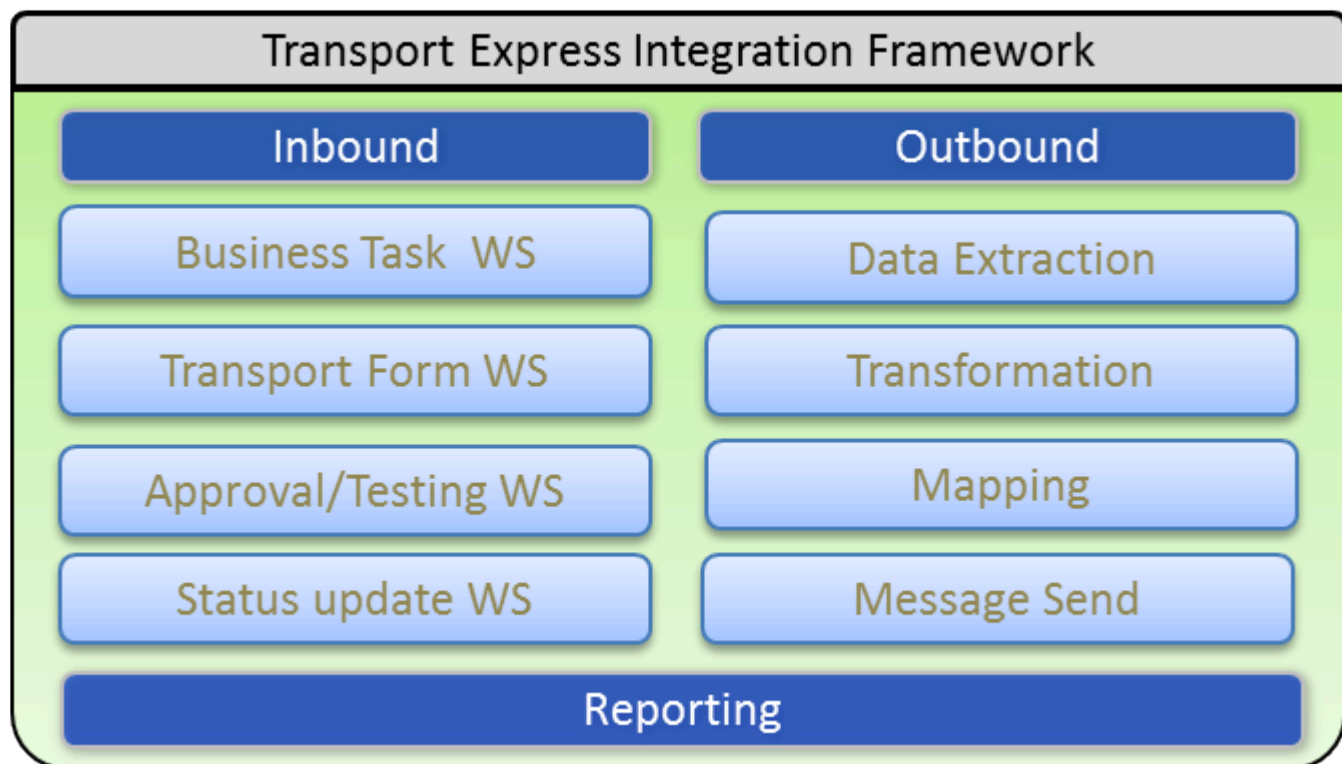 Transport Express Integration Framework
Inbound
Outbound
Business Task  WS
Data Extraction
Transport Form WS
Transformation
Approval/Testing WS
Mapping
Status update WS
Message Send
Reporting